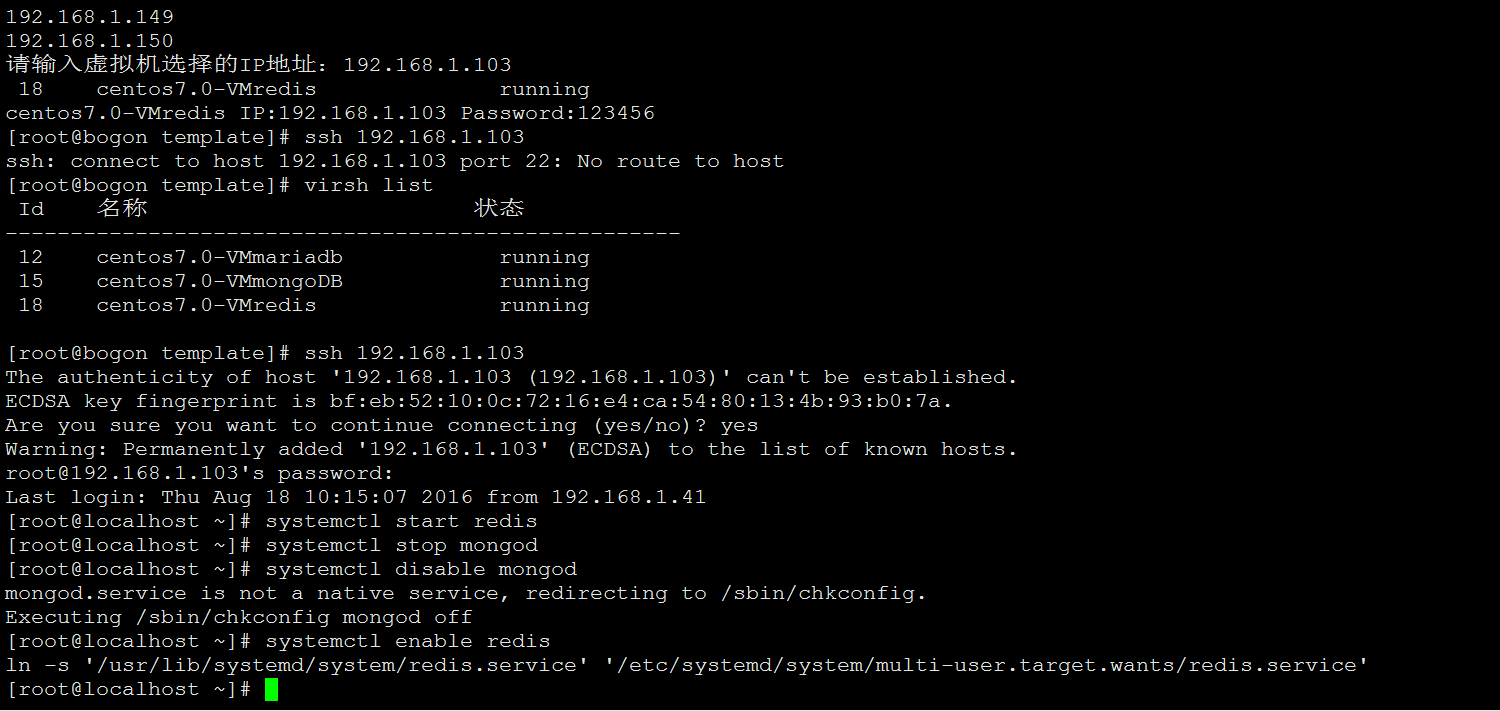 192.168.1.149
192.168.1.150
请输入虚拟机选择的IP地址：192.168.1.103
 18    centos7.0-VMredis              running
centos7.0-VMredis IP:192.168.1.103 Password:123456
[root@bogon template]# ssh 192.168.1.103
ssh: connect to host 192.168.1.103 port 22: No route to host
[root@bogon template]# virsh list
 Id    名称                         状态
----------------------------------------------------
 12    centos7.0-VMmariadb            running
 15    centos7.0-VMmongoDB            running
 18    centos7.0-VMredis              running
[root@bogon template]# ssh 192.168.1.103
The authenticity of host '192.168.1.103 (192.168.1.103)' can't be established.
ECDSA key fingerprint is bf:eb:52:10:0c:72:16:e4:ca:54:80:13:4b:93:b0:7a.
Are you sure you want to continue connecting (yes/no)? yes
Warning: Permanently added '192.168.1.103' (ECDSA) to the list of known hosts.
root@192.168.1.103's password:
Last login: Thu Aug 18 10:15:07 2016 from 192.168.1.41
[root@localhost ~]# systemctl start redis
[root@localhost ~]# systemctl stop mongod
[root@localhost ~]# systemctl disable mongod
mongod.service is not a native service, redirecting to /sbin/chkconfig.
Executing /sbin/chkconfig mongod off
[root@localhost ~]# systemctl enable redis
ln -s '/usr/lib/systemd/system/redis.service' '/etc/systemd/system/multi-user.target.wants/redis.service'
[root@localhost ~]#